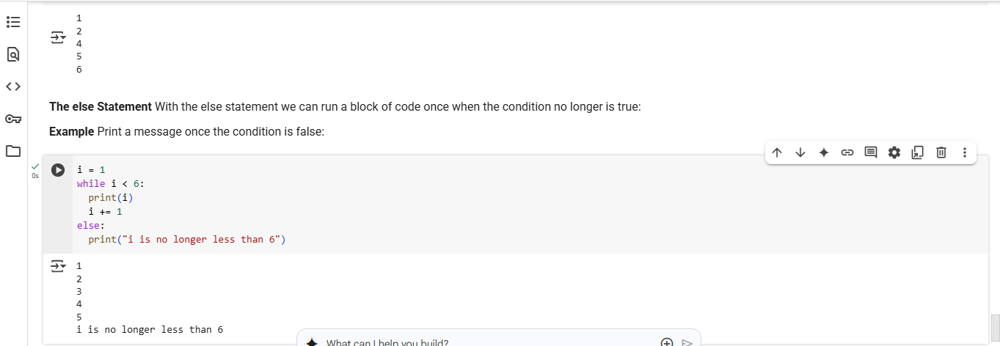 1
2
4
5
6
The else Statement With the else statement we can run a block of code once when the condition no longer is true:
Example Print a message once the condition is false:
0s
i = 1
while i < 6:
  print(i)
  i += 1
else:
  print("i is no longer less than 6")
1
2
3
4
5
i is no longer less than 6
What can I help you build?